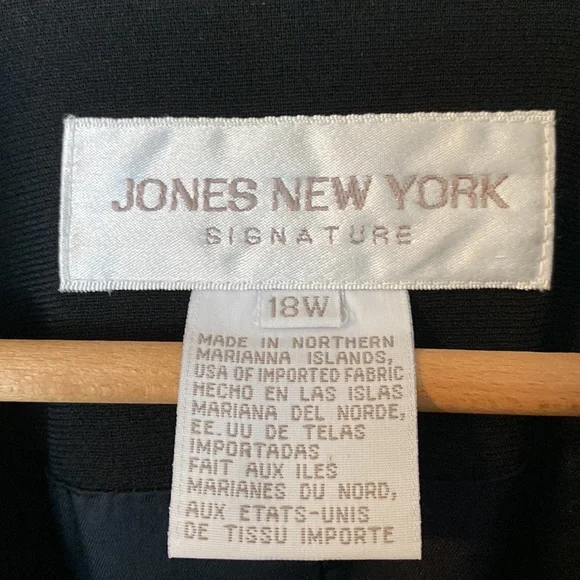 JONES NEW YORK
SIGNATURE
18W
MADE IN NORTHERN
MARIANNA ISLANDS,
USA OF IMPORTED FABRIC
HECHO EN LAS ISLAS
MARIANA DEL NORDE,
EE.UU DE TELAS
IMPORTADAS
FAIT AUX ILES
MARIANES DU NORD,
AUX ETATS-UNIS
DE TISSU IMPORTE